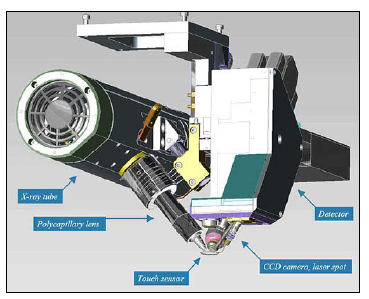 X-ray tube
Polycapillary lens
Detector
CCD camera, laser spot
Touch sensor